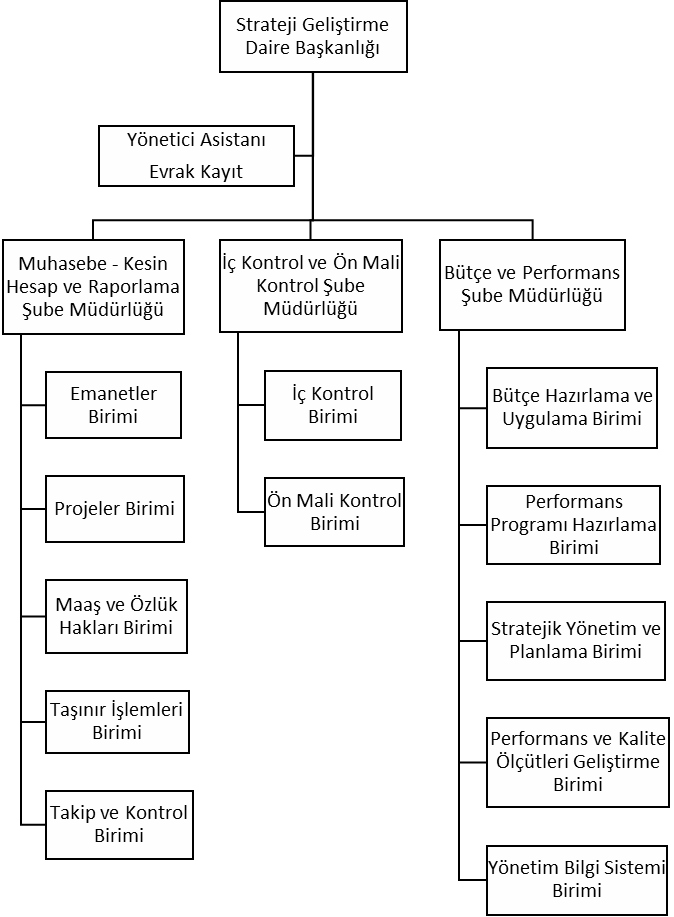 Strateji Geliştirme
Daire Başkanlığı
Yönetici Asistanı
Evrak Kayıt
Muhasebe - Kesin
Hesap ve Raporlama
Şube Müdürlüğü
Emanetler
Birimi
Projeler Birimi
Maaş ve Özlük
Hakları Birimi
Taşınır İşlemleri
Birimi
Takip ve Kontrol
Birimi
İç Kontrol ve Ön Mali
Kontrol Şube
Müdürlüğü
İç Kontrol
Birimi
Ön Mali Kontrol
Birimi
Bütçe ve Performans
Şube Müdürlüğü
Bütçe Hazırlama ve
Uygulama Birimi
Performans
Programı Hazırlama
Birimi
Stratejik Yönetim ve
Planlama Birimi
Performans ve Kalite
Ölçütleri Geliştirme
Birimi
Yönetim Bilgi Sistemi
Birimi